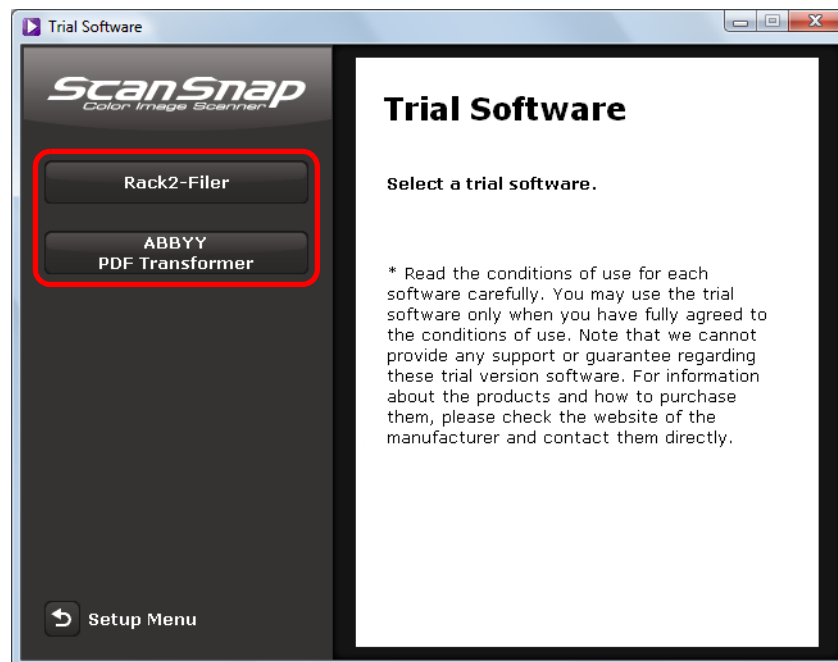 Trial Software
ScanSnap
Color Image Scanner
Rack2-Filer
ABBYY
PDF Transformer
Setup Menu
Trial Software
Select a trial software.
* Read the conditions of use for each
software carefully. You may use the trial
software only when you have fully agreed to
the conditions of use. Note that we cannot
provide any support or guarantee regarding
these trial version software. For information
about the products and how to purchase
them, please check the website of the
manufacturer and contact them directly.